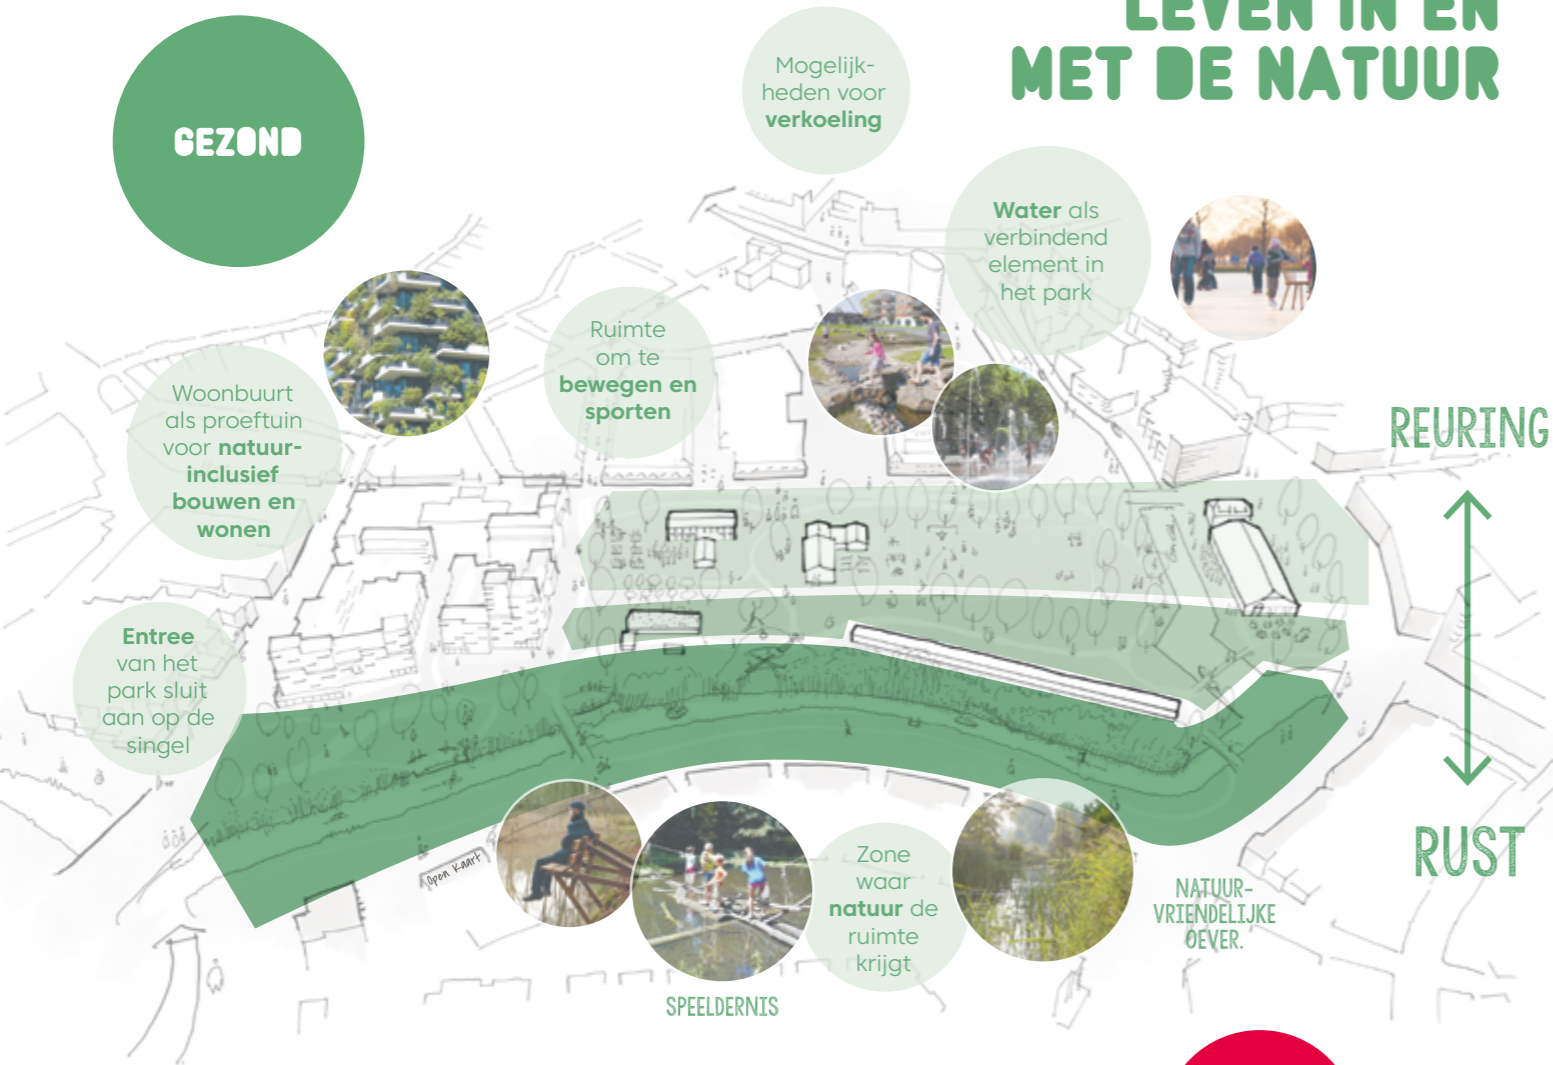 LEVEN IN EN
MET DE NATUUR
GEZOND
Mogelijk-
heden voor
verkoeling
Water als
verbindend
element in
het park
Ruimte
om te
bewegen en
sporten
Woonbuurt
als proeftuin
voor natuur-
inclusief
bouwen en
wonen
REURING
Entree
van het
park sluit
aan op de
singel
RUST
Open Kaart
Zone
waar
natuur de
ruimte
krijgt
NATUUR-
VRIENDELIJKE
OEVER.
SPEELDERNIS